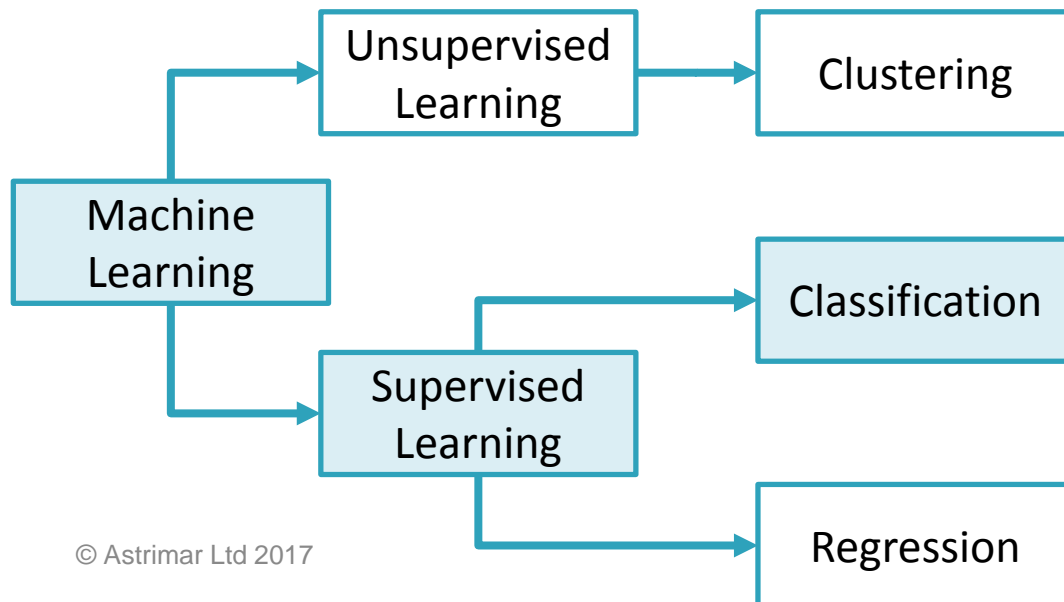 Unsupervised
Learning
Clustering
Machine
Learning
Classification
Supervised
Learning
Regression
© Astrimar Ltd 2017